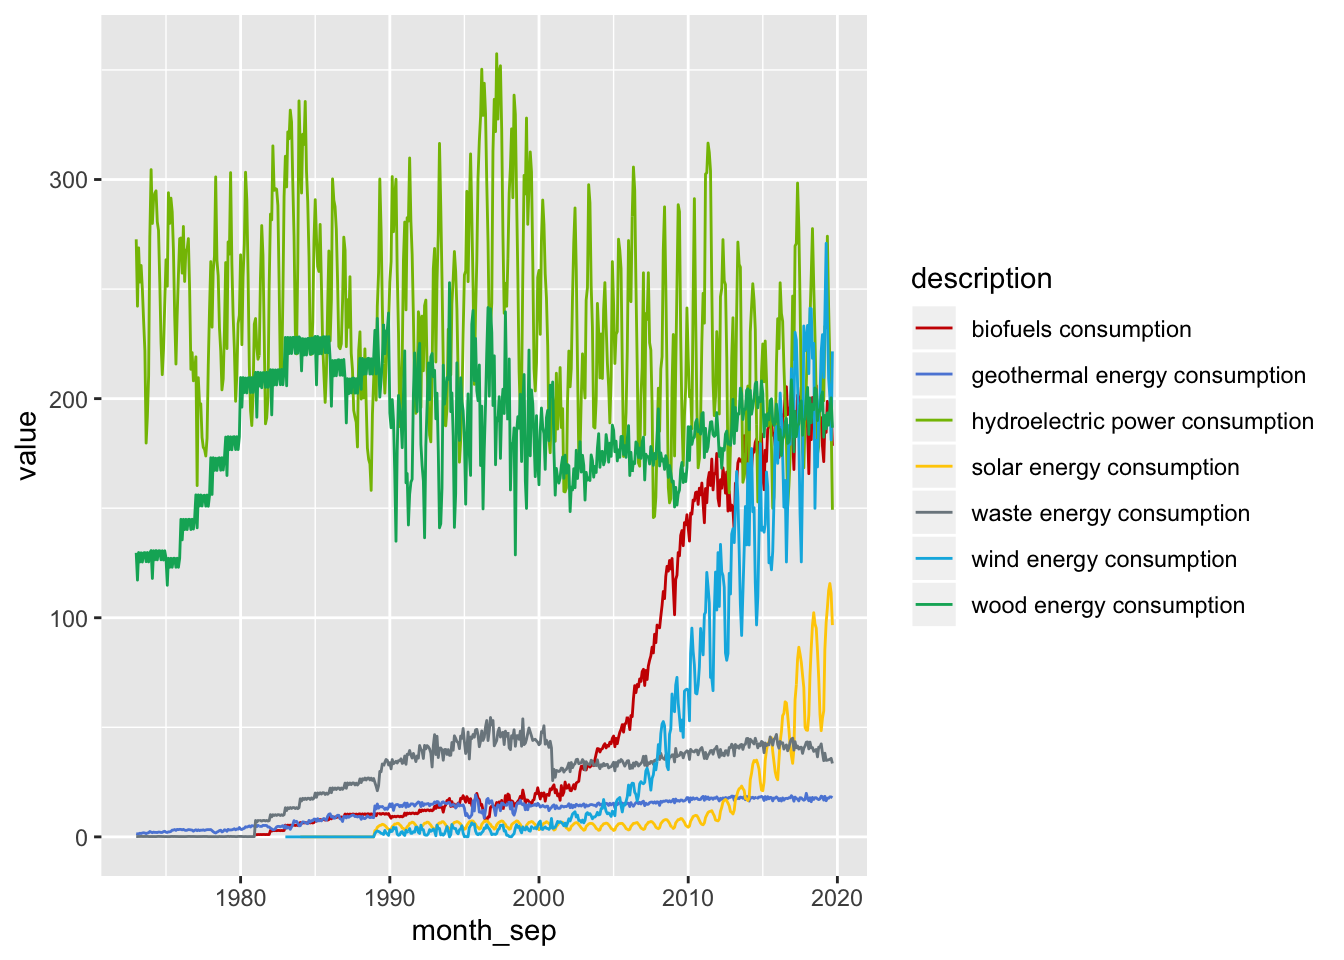 value
300
200
100
0
1980
1990
2000
2010
2020
month_sep
description
biofuels consumption
geothermal energy consumption
hydroelectric power consumption
solar energy consumption
waste energy consumption
wind energy consumption
wood energy consumption